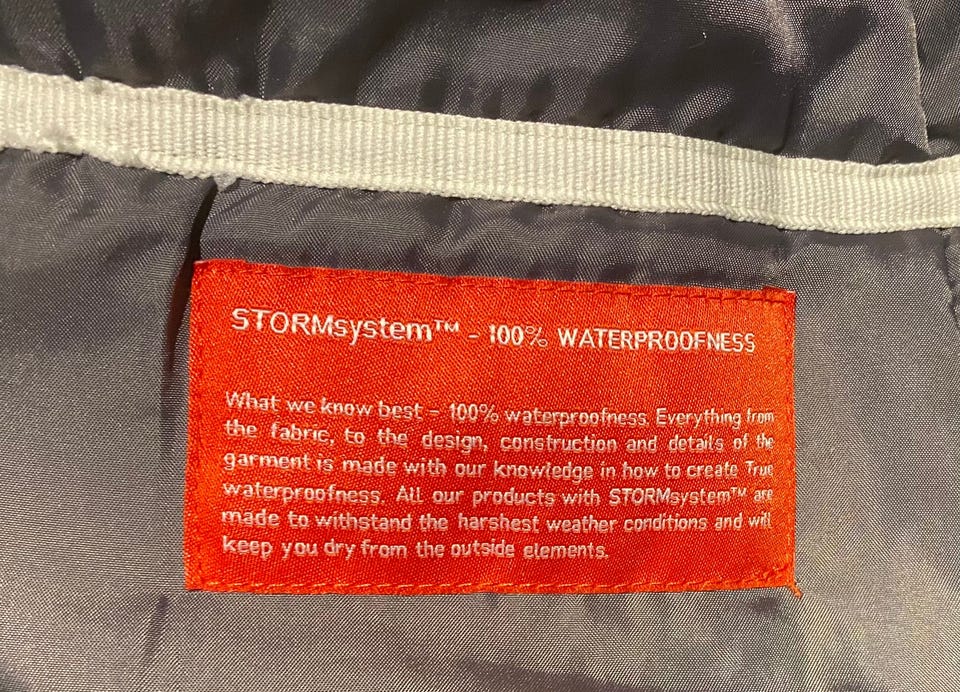 STORMsystem™ - 100% WATERPROOFNESS
What we know best - 100% waterproofness. Everything from
the fabric, to the design, construction and details of the
garment is made with our knowledge in how to create True
waterproofness. All our products with STORMsystem™ are
made to withstand the harshest weather conditions and will
keep you dry from the outside elements.